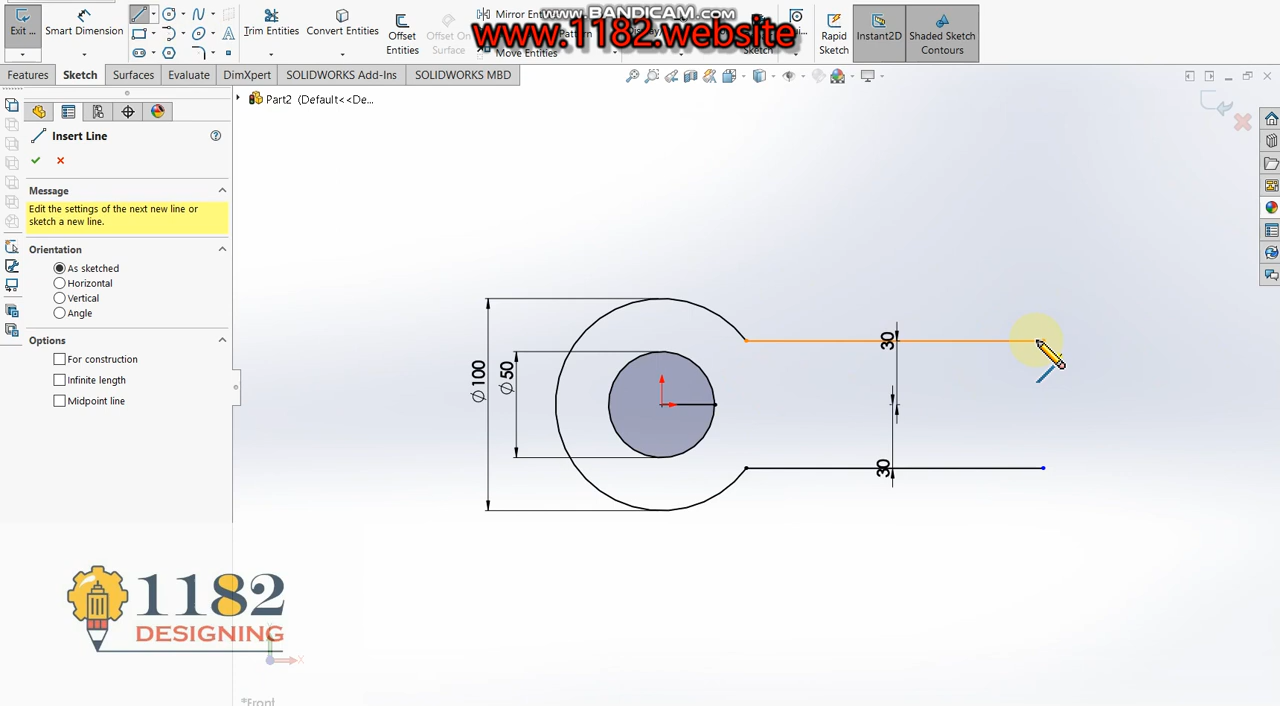 www.BANDICAM.com
www.1182.website
Exit ...
Smart Dimension
Trim Entities
Convert Entities
Offset Entities
Offset On Surface
Mirror Enti
Pattern
Move Entities
Rapid Sketch
Instant2D
Shaded Sketch Contours
Features
Sketch
Surfaces
Evaluate
DimXpert
SOLIDWORKS Add-Ins
SOLIDWORKS MBD
Part2 (Default<<De...
Insert Line
Message
Edit the settings of the next new line or
sketch a new line.
Orientation
As sketched
Horizontal
Vertical
Angle
Options
For construction
Infinite length
Midpoint line
∅100
∅50
30
30
1182
DESIGNING
X
*Front